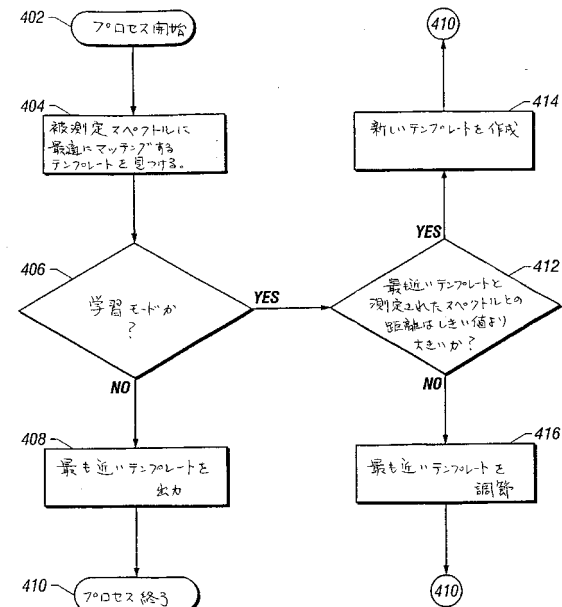 402
プロセス開始
404
被測定スペクトルに
最適にマッチングする
テンプレートを見つける。
406
学習モードか
?
YES
NO
408
最も近いテンプレートを
出力
410
プロセス終了
410
414
新しいテンプレートを作成
YES
412
最も近いテンプレートと
測定されたスペクトルとの
距離はしきい値より
大きいか?
NO
416
最も近いテンプレートを
調節
410